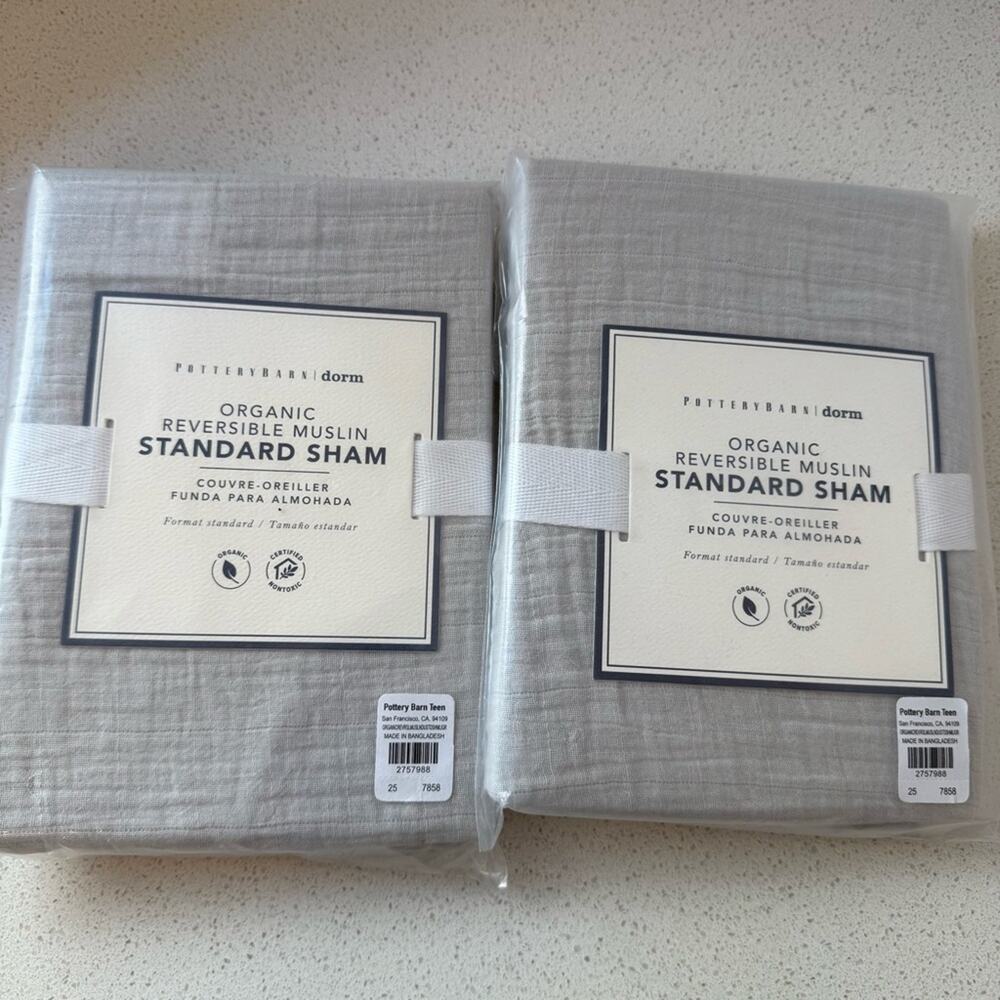 POTTERYBARN | dorm
ORGANIC
REVERSIBLE MUSLIN
STANDARD SHAM
COUVRE-OREILLER
FUNDA PARA ALMOHADA
Format standard / Tamaño estandar
ORGANIC
CERTIFIED
NONTOXIC
Pottery Barn Teen
San Francisco, CA. 94109
MADE IN BANGLADESH
2757988
25 7858
POTTERYBARN | dorm
ORGANIC
REVERSIBLE MUSLIN
STANDARD SHAM
COUVRE-OREILLER
FUNDA PARA ALMOHADA
Format standard / Tamaño estandar
ORGANIC
CERTIFIED
NONTOXIC
Pottery Barn Teen
San Francisco, CA. 94109
MADE IN BANGLADESH
2757988
25 7858